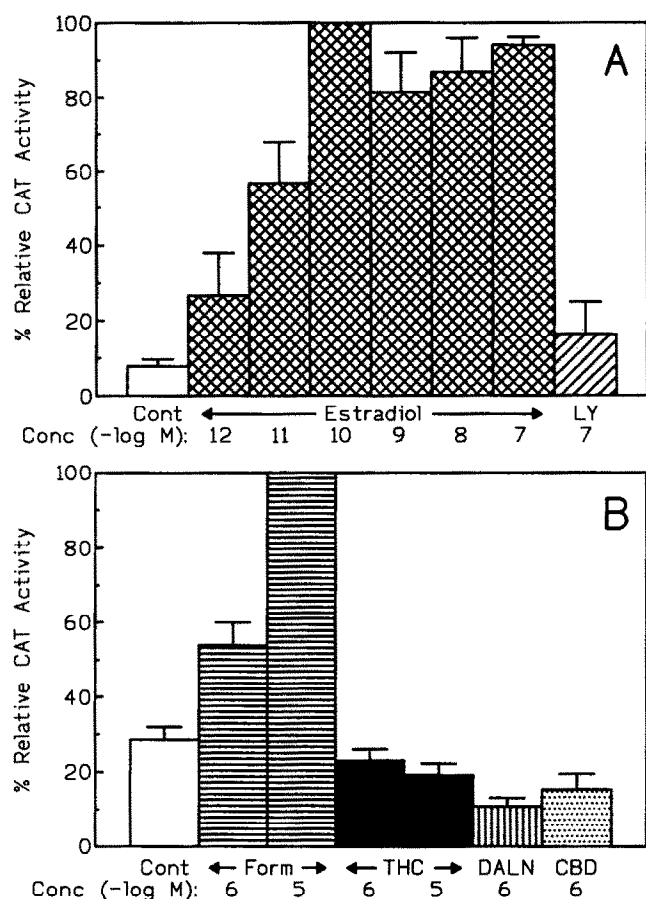 A
% Relative CAT Activity
100
80
60
40
20
0
Cont Estradiol LY
Conc (-log M): 12 11 10 9 8 7 7
B
% Relative CAT Activity
100
80
60
40
20
0
Cont Form THC DALN CBD
Conc (-log M): 6 5 6 5 6 6